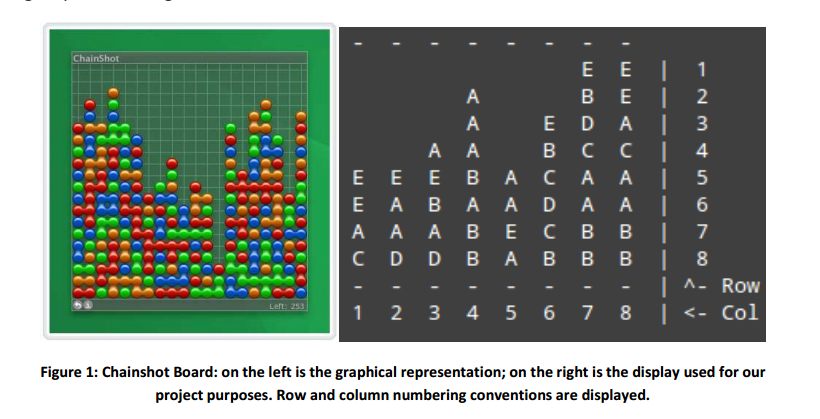 ChainShot
Left: 253
- - - - - - - -
E E | 1
A B E | 2
A E D A | 3
A A B C C | 4
E E E B A C A A | 5
E A B A A D A A | 6
A A A B E C B B | 7
C D D B A B B B | 8
- - - - - - - - | ^- Row
1 2 3 4 5 6 7 8 | <- Col
Figure 1: Chainshot Board: on the left is the graphical representation; on the right is the display used for our
project purposes. Row and column numbering conventions are displayed.